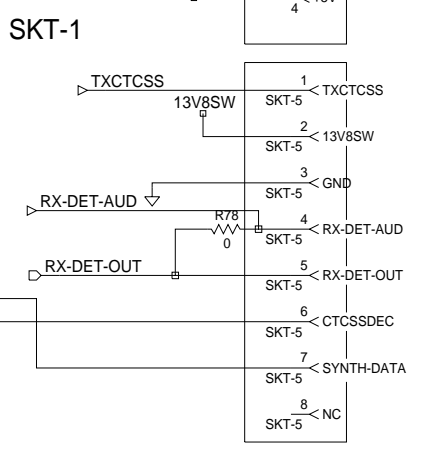 4
SKT-1
TXCTCSS
1
TXCTCSS
SKT-5
13V8SW
2
13V8SW
SKT-5
3
GND
SKT-5
RX-DET-AUD
R78
0
4
RX-DET-AUD
SKT-5
RX-DET-OUT
5
RX-DET-OUT
SKT-5
6
CTCSSDEC
SKT-5
7
SYNTH-DATA
SKT-5
8
NC
SKT-5